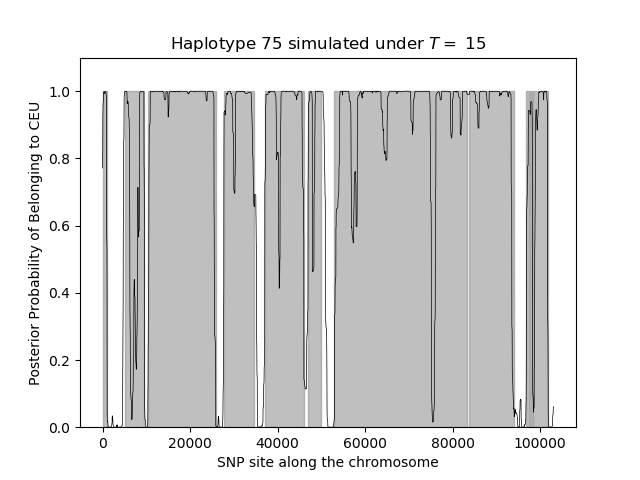 Haplotype 75 simulated under T = 15
Posterior Probability of Belonging to CEU
1.0
0.8
0.6
0.4
0.2
0.0
0 20000 40000 60000 80000 100000
SNP site along the chromosome